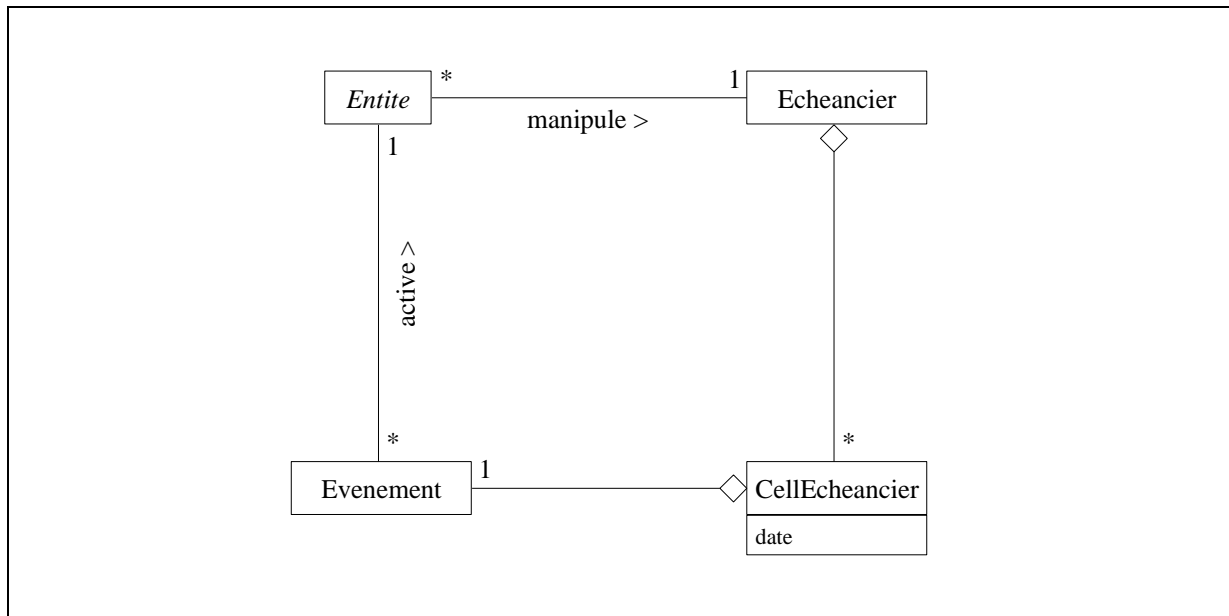 Entite
*
1
Echeancier
manipule >
1
active >
*
*
Evenement
1
CellEcheancier
date